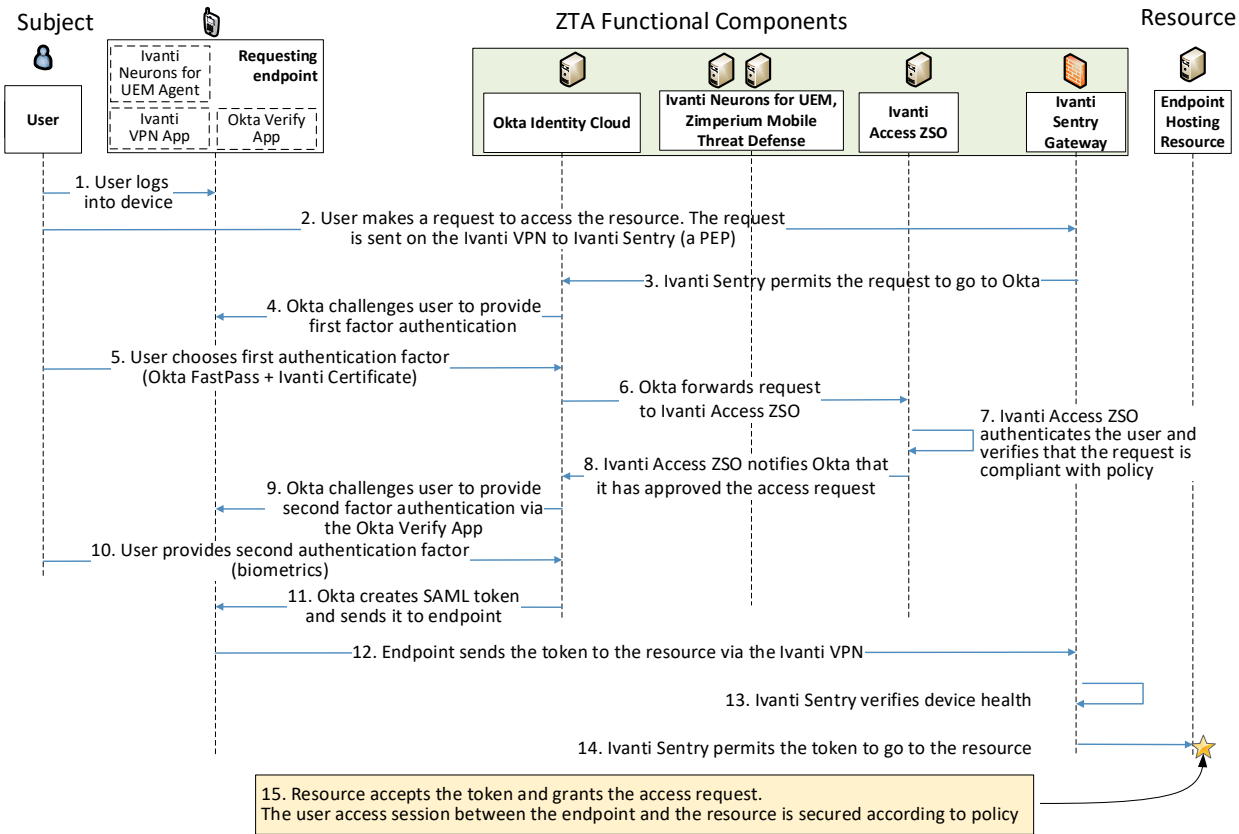 Subject
ZTA Functional Components
Resource
Ivanti
Neurons for
UEM Agent
Requesting
endpoint
Ivanti
VPN App
Okta Verify
App
User
Okta Identity Cloud
Ivanti Neurons for UEM,
Zimperium Mobile
Threat Defense
Ivanti
Access ZSO
Ivanti
Sentry
Gateway
Endpoint
Hosting
Resource
1. User logs
into device
2. User makes a request to access the resource. The request
is sent on the Ivanti VPN to Ivanti Sentry (a PEP)
3. Ivanti Sentry permits the request to go to Okta
4. Okta challenges user to provide
first factor authentication
5. User chooses first authentication factor
(Okta FastPass + Ivanti Certificate)
6. Okta forwards request
to Ivanti Access ZSO
7. Ivanti Access ZSO
authenticates the user and
verifies that the request is
compliant with policy
8. Ivanti Access ZSO notifies Okta that
it has approved the access request
9. Okta challenges user to provide
second factor authentication via
the Okta Verify App
10. User provides second authentication factor
(biometrics)
11. Okta creates SAML token
and sends it to endpoint
12. Endpoint sends the token to the resource via the Ivanti VPN
13. Ivanti Sentry verifies device health
14. Ivanti Sentry permits the token to go to the resource
15. Resource accepts the token and grants the access request.
The user access session between the endpoint and the resource is secured according to policy